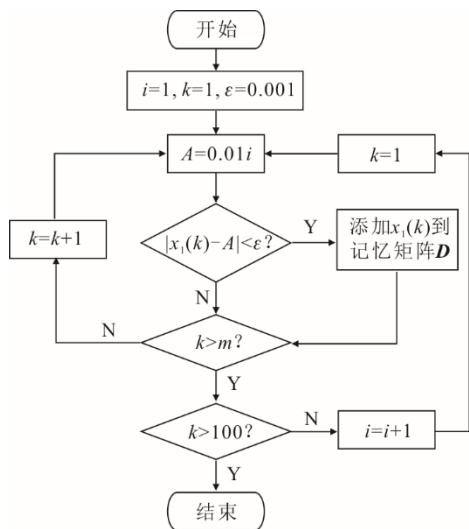 开始
i=1, k=1, ε=0.001
A=0.01i
k=1
k=k+1
|x₁(k)−A|<ε?
Y
添加x₁(k)到
记忆矩阵D
N
N
k>m?
Y
k>100?
N
i=i+1
Y
结束